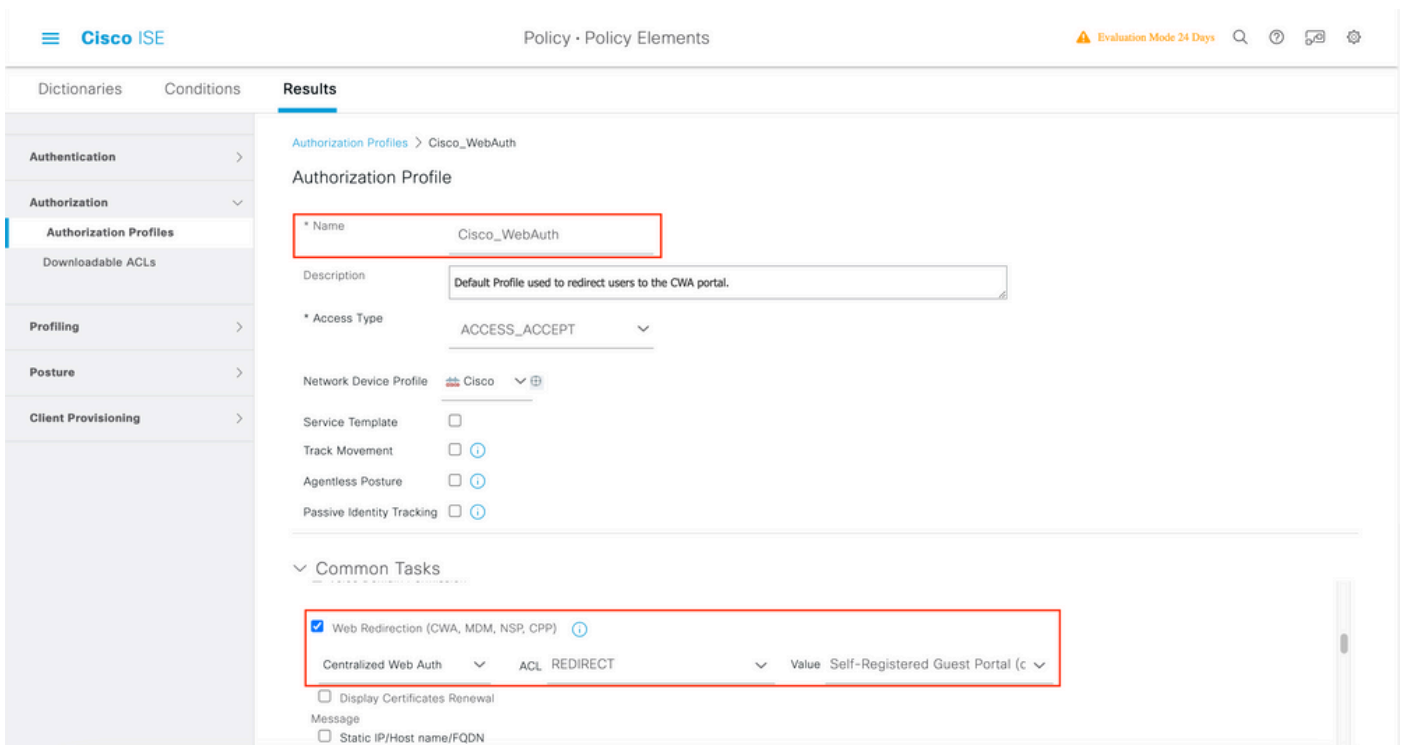 Cisco ISE
Policy · Policy Elements
Evaluation Mode 24 Days
Dictionaries
Conditions
Results
Authentication
Authorization
Authorization Profiles
Downloadable ACLs
Profiling
Posture
Client Provisioning
Authorization Profiles > Cisco_WebAuth
Authorization Profile
* Name
Cisco_WebAuth
Description
Default Profile used to redirect users to the CWA portal.
* Access Type
ACCESS_ACCEPT
Network Device Profile
Cisco
Service Template
Track Movement
Agentless Posture
Passive Identity Tracking
Common Tasks
Web Redirection (CWA, MDM, NSP, CPP)
Centralized Web Auth
ACL REDIRECT
Value Self-Registered Guest Portal (c
Display Certificates Renewal
Message
Static IP/Host name/FQDN